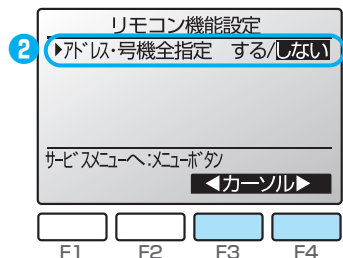 リモコン機能設定
2 ▶アドレス・号機全指定 する/しない
サービスメニューへ:メニューボタン
◀カーソル▶
F1 F2 F3 F4